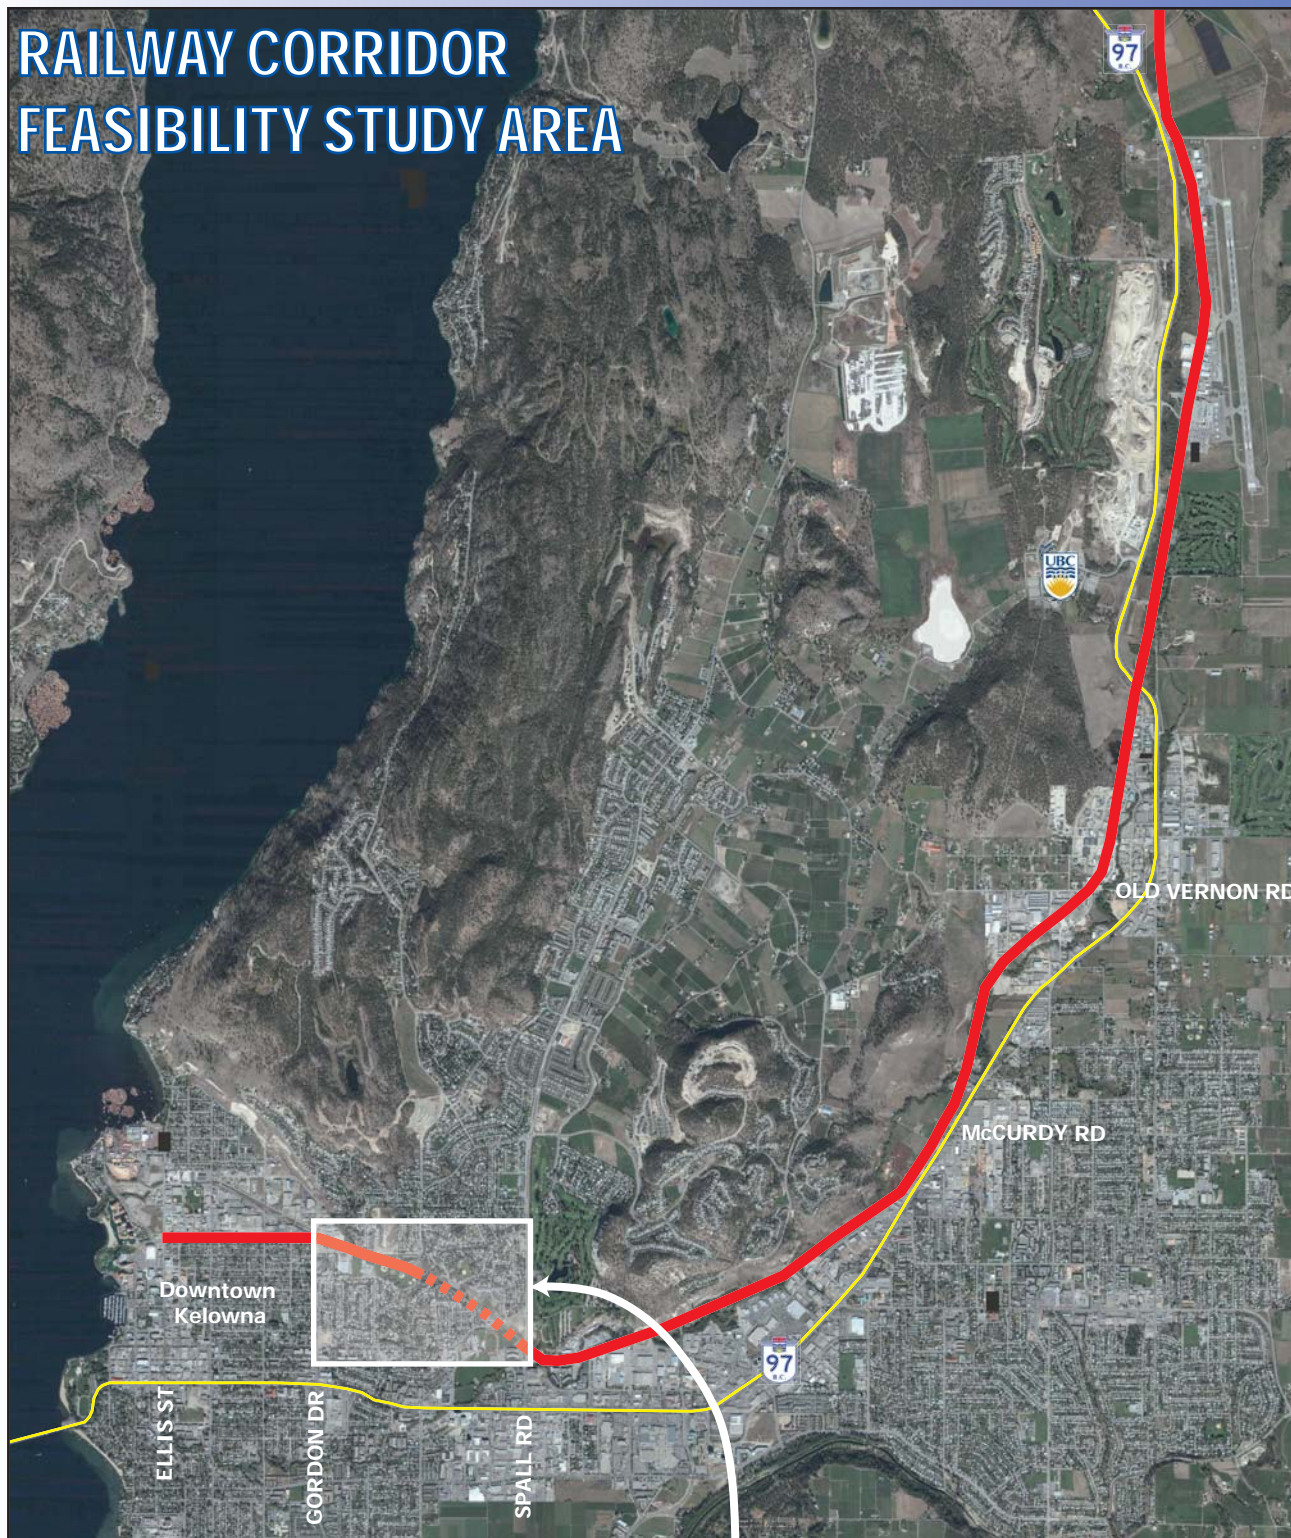 RAILWAY CORRIDOR
FEASIBILITY STUDY AREA
97
B.C.
UBC
OLD VERNON RD
McCURDY RD
Downtown
Kelowna
97
B.C.
ELLIS ST
GORDON DR
SPALL RD